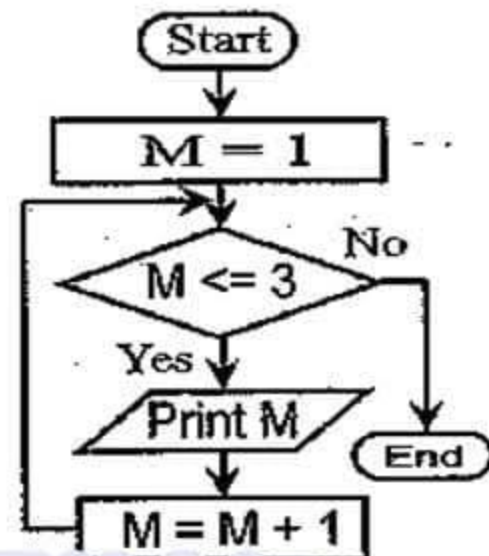 Start
M = 1
M <= 3
No
Yes
Print M
End
M = M + 1